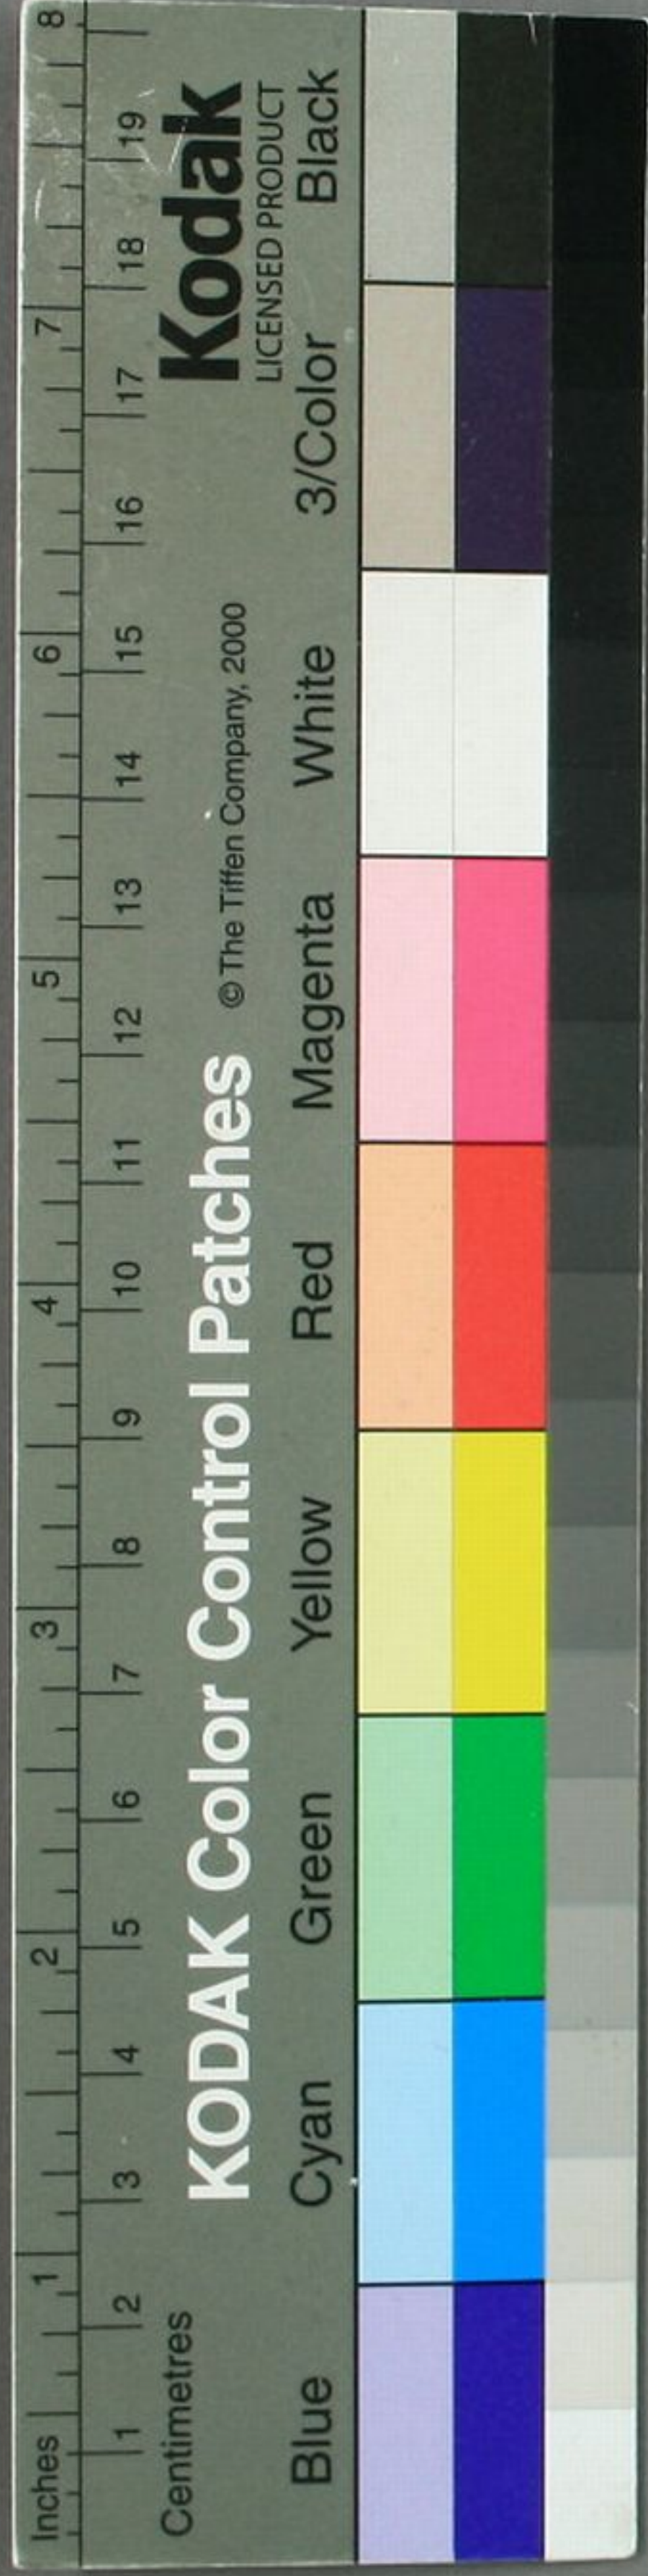 Inches 1 2 3 4 5 6 7 8
Centimetres 1 2 3 4 5 6 7 8 9 10 11 12 13 14 15 16 17 18 19
KODAK Color Control Patches © The Tiffen Company, 2000 Kodak
LICENSED PRODUCT
Blue Cyan Green Yellow Red Magenta White 3/Color Black